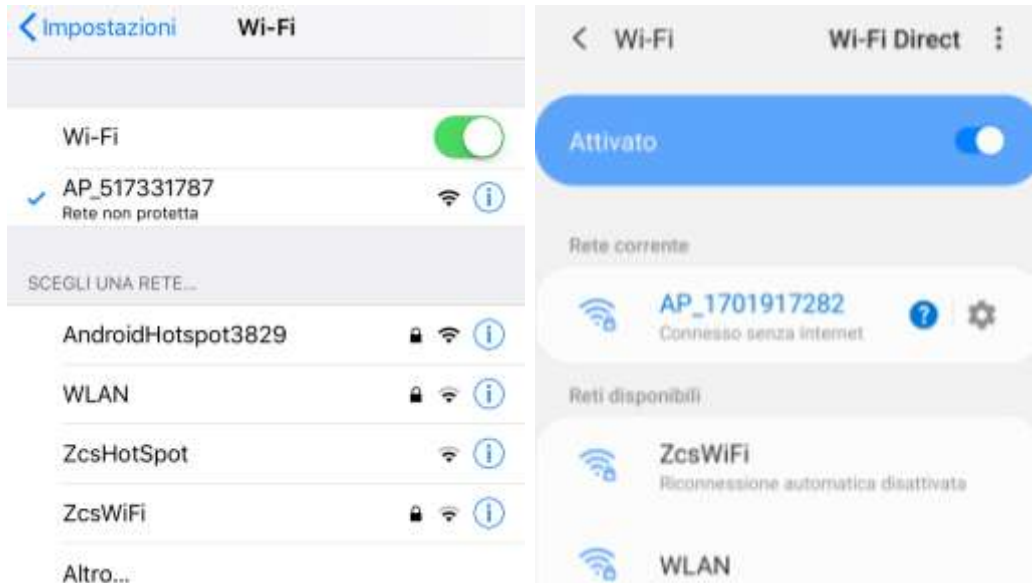 Impostazioni Wi-Fi
Wi-Fi
AP_517331787
Rete non protetta
SCEGLI UNA RETE...
AndroidHotspot3829
WLAN
ZcsHotSpot
ZcsWiFi
Altro...
Wi-Fi Wi-Fi Direct
Attivato
Rete corrente
AP_1701917282
Connesso senza internet
Reti disponibili
ZcsWiFi
Riconnessione automatica disattivata
WLAN